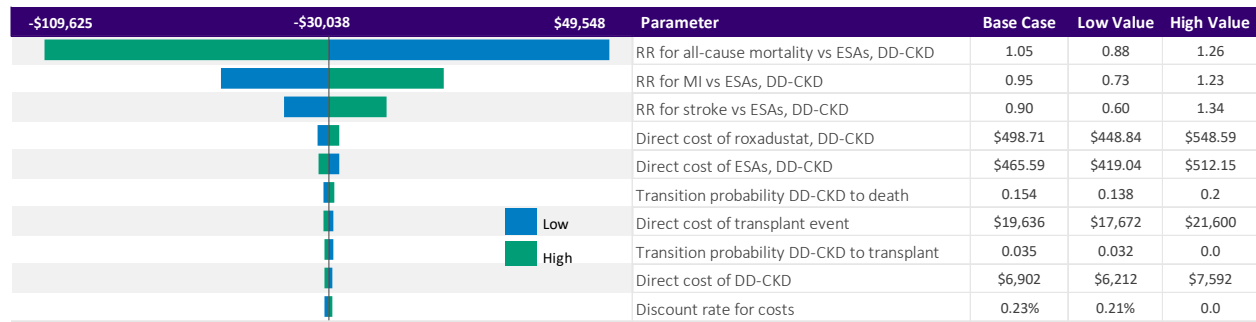 -$109,625 -$30,038 $49,548 Parameter Base Case Low Value High Value
RR for all-cause mortality vs ESAs, DD-CKD 1.05 0.88 1.26
RR for MI vs ESAs, DD-CKD 0.95 0.73 1.23
RR for stroke vs ESAs, DD-CKD 0.90 0.60 1.34
Direct cost of roxadustat, DD-CKD $498.71 $448.84 $548.59
Direct cost of ESAs, DD-CKD $465.59 $419.04 $512.15
Transition probability DD-CKD to death 0.154 0.138 0.2
Low Direct cost of transplant event $19,636 $17,672 $21,600
High Transition probability DD-CKD to transplant 0.035 0.032 0.0
Direct cost of DD-CKD $6,902 $6,212 $7,592
Discount rate for costs 0.23% 0.21% 0.0